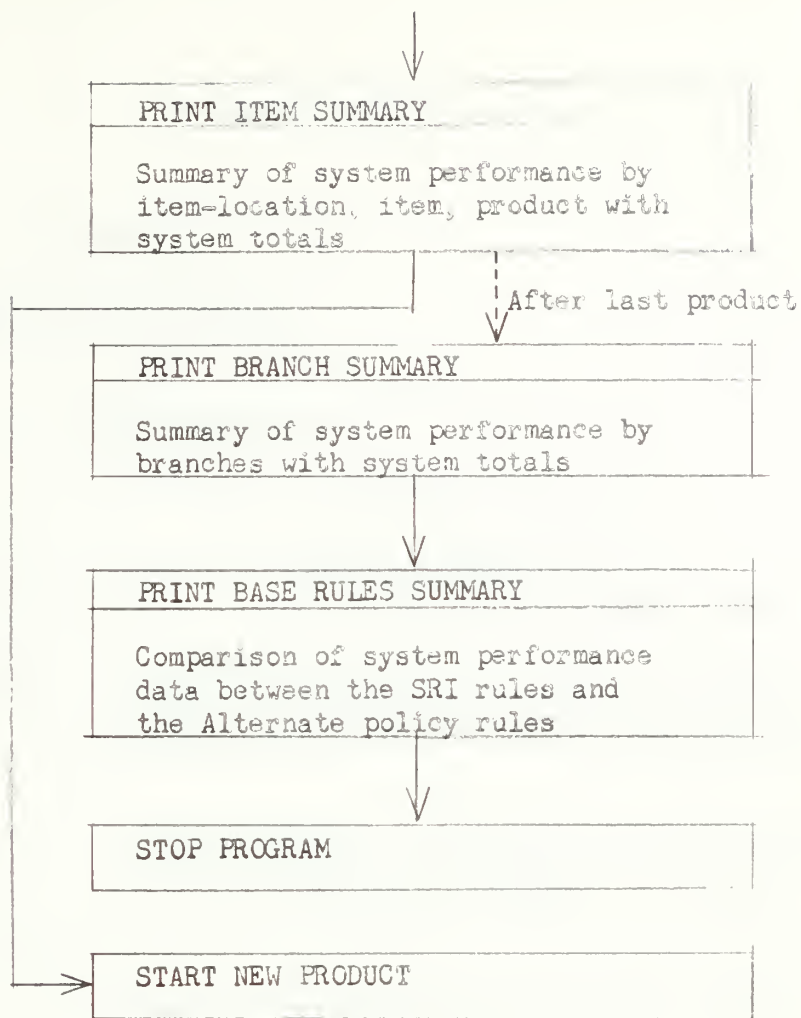 PRINT ITEM SUMMARY
Summary of system performance by
item-location, item, product with
system totals
After last product
PRINT BRANCH SUMMARY
Summary of system performance by
branches with system totals
PRINT BASE RULES SUMMARY
Comparison of system performance
data between the SRI rules and
the Alternate policy rules
STOP PROGRAM
START NEW PRODUCT